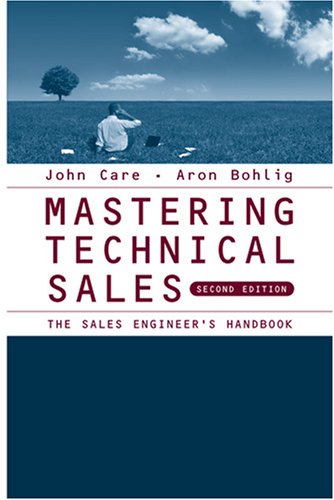 John Care • Aron Bohlig
MASTERING
TECHNICAL
SALES SECOND EDITION
THE SALES ENGINEER'S HANDBOOK